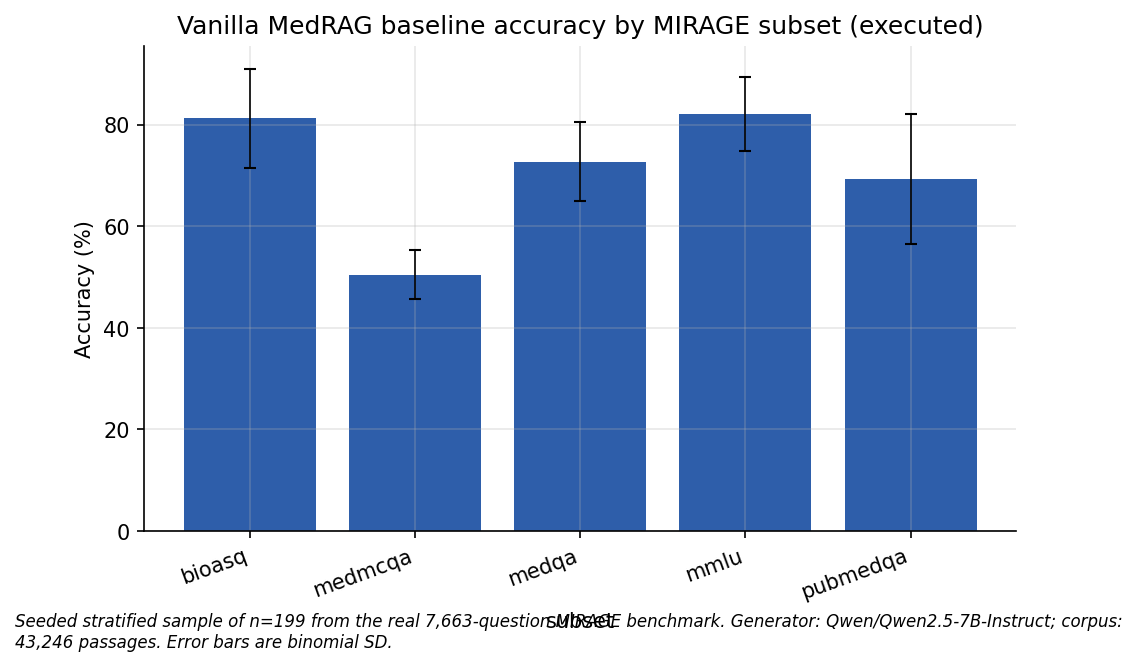 Vanilla MedRAG baseline accuracy by MIRAGE subset (executed)
Accuracy (%)
80
60
40
20
0
bioasq
medmcqa
medqa
mmlu
pubmedqa
subset
Seeded stratified sample of n=199 from the real 7,663-question MIRAGE benchmark. Generator: Qwen/Qwen2.5-7B-Instruct; corpus:
43,246 passages. Error bars are binomial SD.